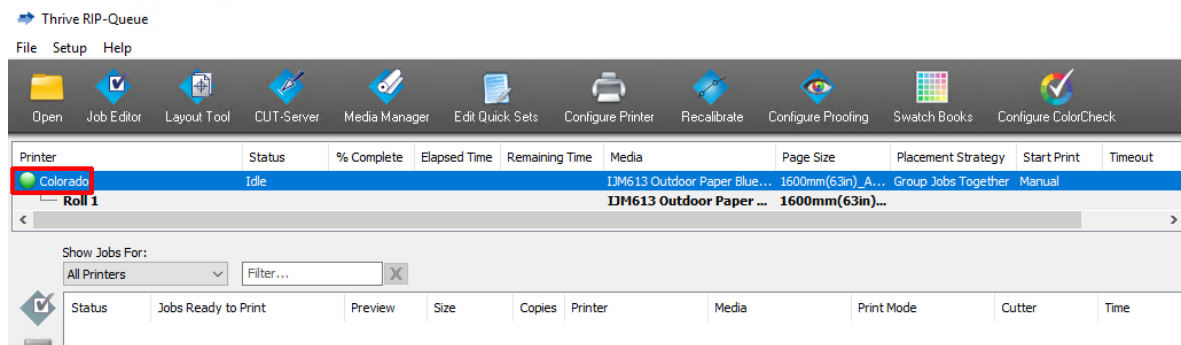 Thrive RIP-Queue
File Setup Help
Open Job Editor Layout Tool CUT-Server Media Manager Edit Quick Sets Configure Printer Recalibrate Configure Proofing Swatch Books Configure ColorCheck
Printer Status % Complete Elapsed Time Remaining Time Media Page Size Placement Strategy Start Print Timeout
Colorado Idle IJM613 Outdoor Paper Blue... 1600mm(63in)_A... Group Jobs Together Manual
Roll 1 IJM613 Outdoor Paper ... 1600mm(63in)...
Show Jobs For:
All Printers Filter... X
Status Jobs Ready to Print Preview Size Copies Printer Media Print Mode Cutter Time